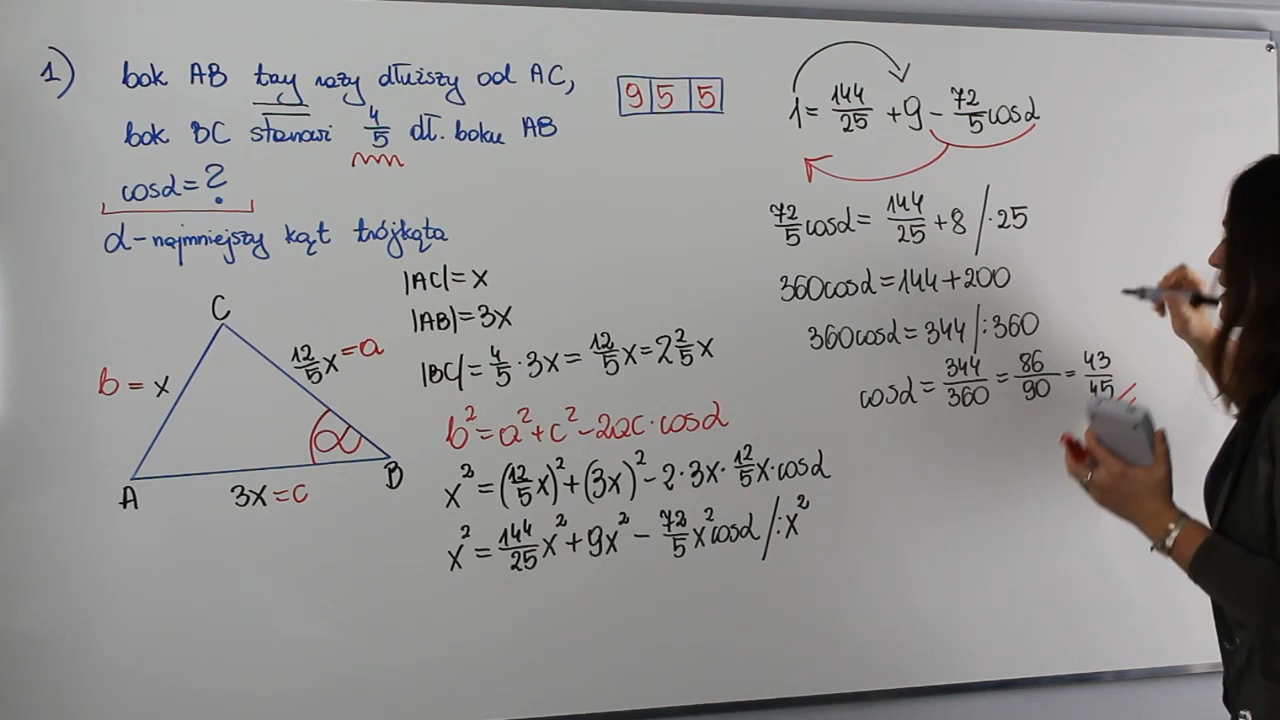 1) bok AB trzy razy dłuższy od AC,
bok BC stanowi 4/5 dł. boku AB
cosα = ?
α - najmniejszy kąt trójkąta
9 5 5
C
b = x
12/5x = a
α
A
3x = c
B
|AC| = x
|AB| = 3x
|BC| = 4/5 · 3x = 12/5x = 2 2/5x
b² = a² + c² - 2ac · cosα
x² = (12/5x)² + (3x)² - 2 · 3x · 12/5x · cosα
x² = 144/25x² + 9x² - 72/5x²cosα /:x²
1 = 144/25 + 9 - 72/5cosα
72/5cosα = 144/25 + 8 /·25
360cosα = 144 + 200
360cosα = 344 /:360
cosα = 344/360 = 86/90 = 43/45